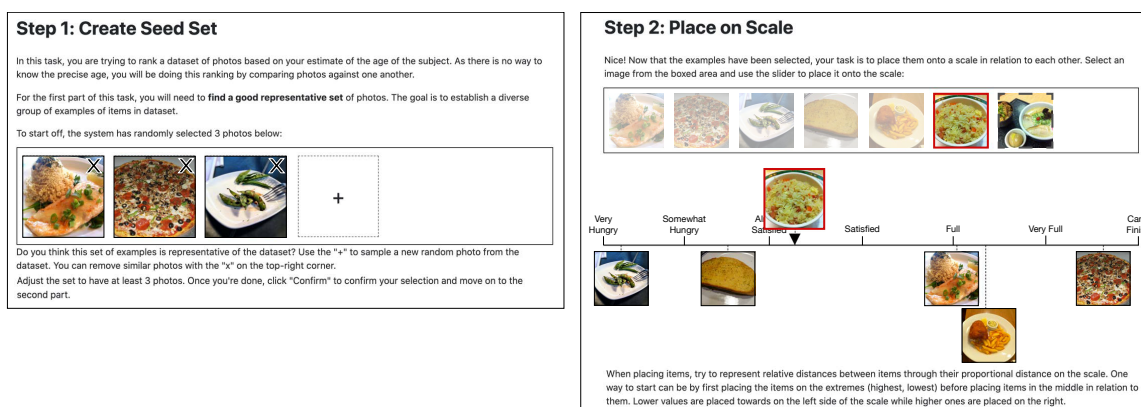 Step 1: Create Seed Set
In this task, you are trying to rank a dataset of photos based on your estimate of the age of the subject. As there is no way to
know the precise age, you will be doing this ranking by comparing photos against one another.
For the first part of this task, you will need to find a good representative set of photos. The goal is to establish a diverse
group of examples of items in dataset.
To start off, the system has randomly selected 3 photos below:
X X X
+
Do you think this set of examples is representative of the dataset? Use the "+" to sample a new random photo from the
dataset. You can remove similar photos with the "x" on the top-right corner.
Adjust the set to have at least 3 photos. Once you're done, click "Confirm" to confirm your selection and move on to the
second part.
Step 2: Place on Scale
Nice! Now that the examples have been selected, your task is to place them onto a scale in relation to each other. Select an
image from the boxed area and use the slider to place it onto the scale:
Very
Hungry
Somewhat
Hungry
Satisfied
Satisfied
Full
Very Full
When placing items, try to represent relative distances between items through their proportional distance on the scale. One
way to start can be by first placing the items on the extremes (highest, lowest) before placing items in the middle in relation to
them. Lower values are placed towards on the left side of the scale while higher ones are placed on the right.